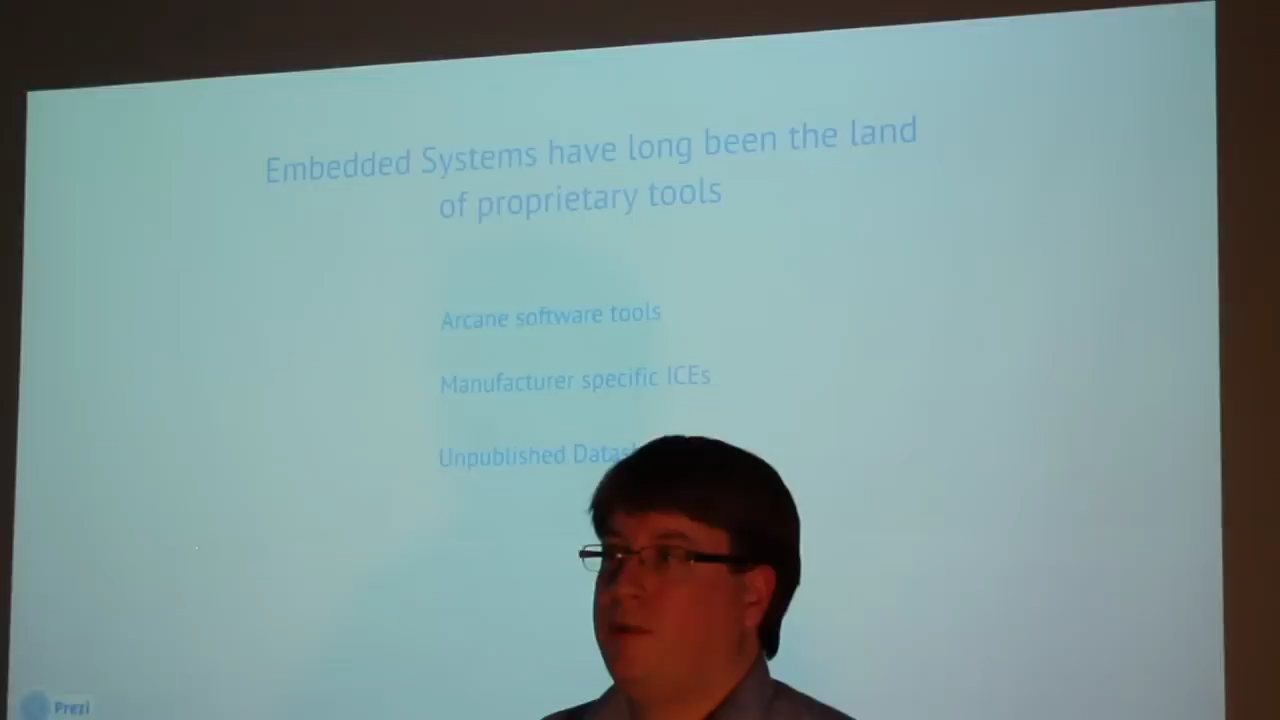 Embedded Systems have long been the land
of proprietary tools
Arcane software tools
Manufacturer specific ICEs
Unpublished
Prezi